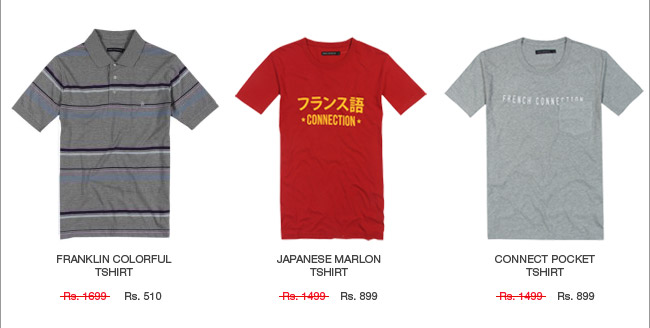 フランス語
★CONNECTION★
FRENCH CONNECTION
FRANKLIN COLORFUL
TSHIRT
Rs. 1699 Rs. 510
JAPANESE MARLON
TSHIRT
Rs. 1499 Rs. 899
CONNECT POCKET
TSHIRT
Rs. 1499 Rs. 899